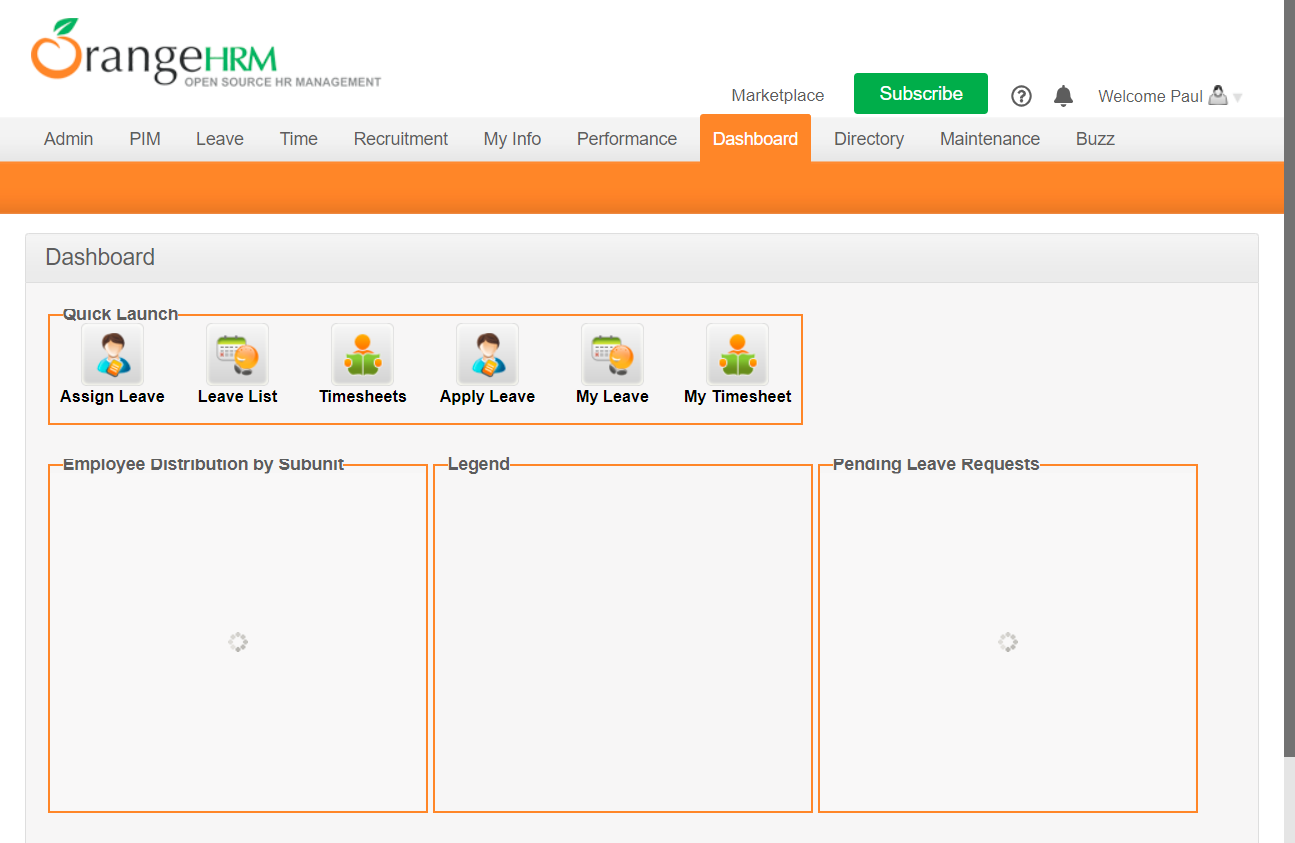 OrangeHRM
OPEN SOURCE HR MANAGEMENT
Marketplace
Subscribe
?
Welcome Paul
Admin
PIM
Leave
Time
Recruitment
My Info
Performance
Dashboard
Directory
Maintenance
Buzz
Dashboard
Quick Launch
Assign Leave
Leave List
Timesheets
Apply Leave
My Leave
My Timesheet
Employee Distribution by Subunit
Legend
Pending Leave Requests